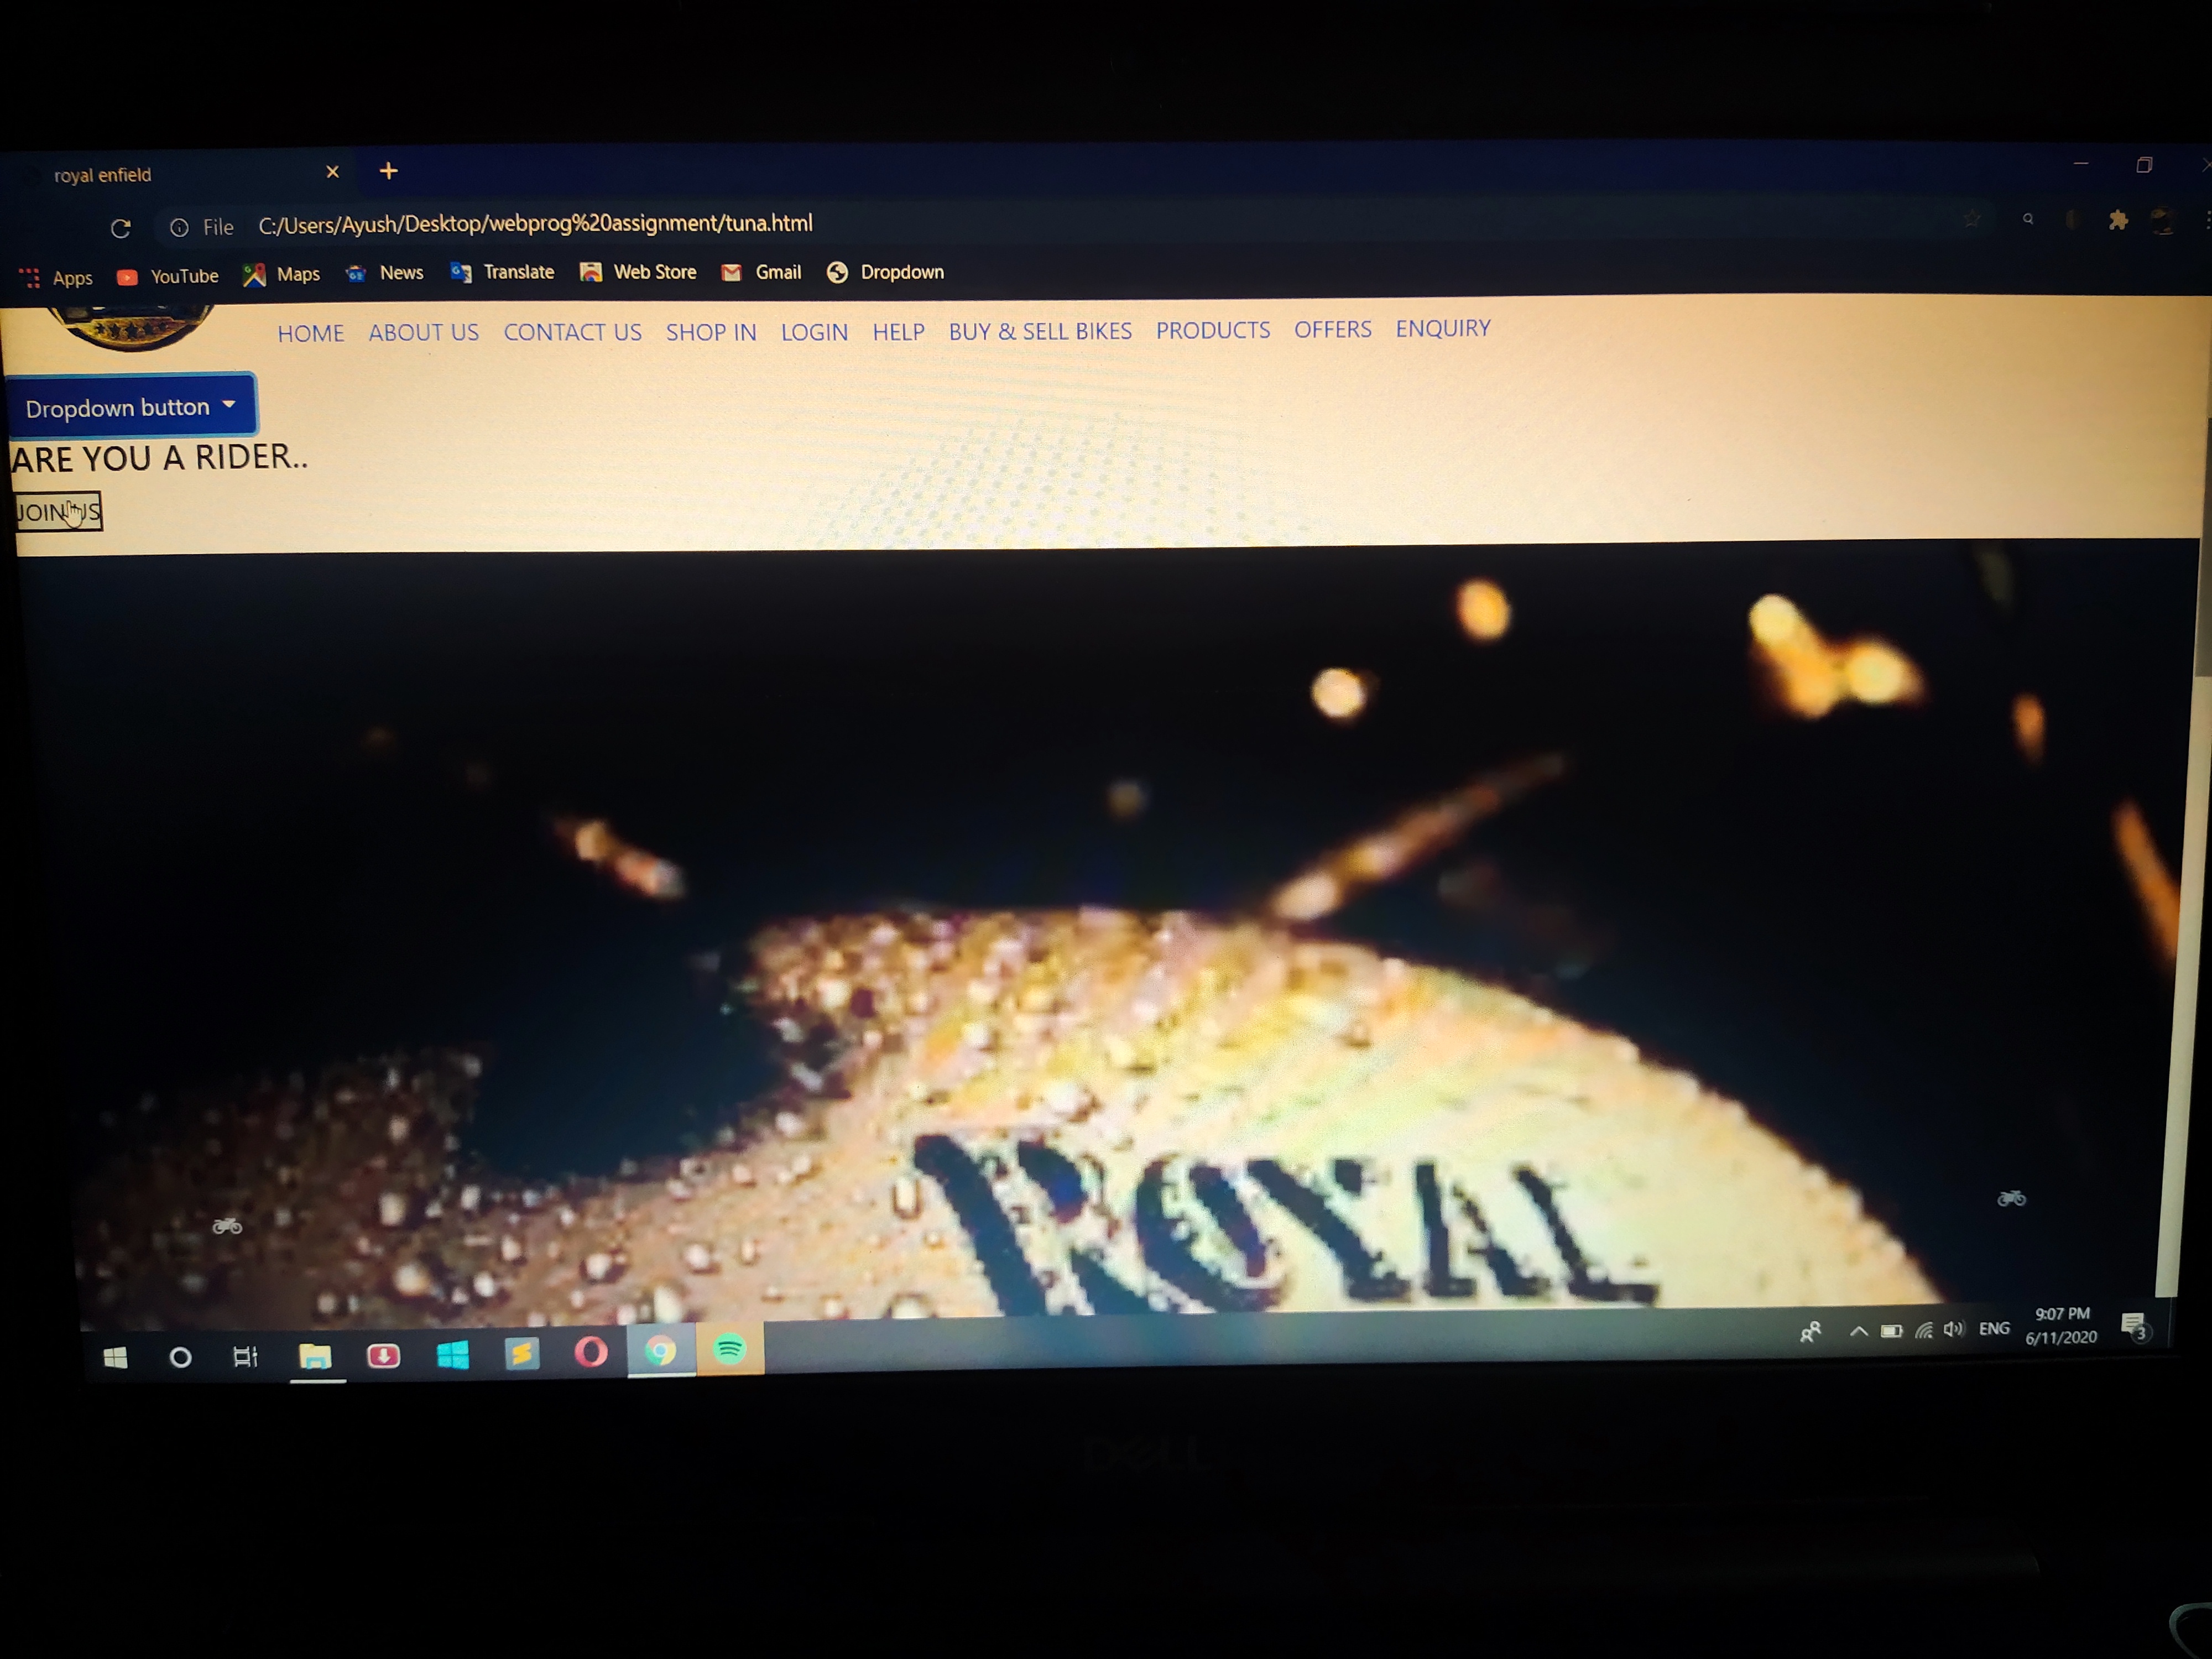 royal enfield
File C:/Users/Ayush/Desktop/webprog%20assignment/tuna.html
Apps YouTube Maps News Translate Web Store Gmail Dropdown
HOME ABOUT US CONTACT US SHOP IN LOGIN HELP BUY & SELL BIKES PRODUCTS OFFERS ENQUIRY
Dropdown button
ARE YOU A RIDER..
JOIN US
ROYAL
ENG
9:07 PM
6/11/2020
3
DELL